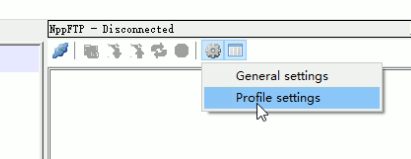 NppFTP - Disconnected
General settings
Profile settings